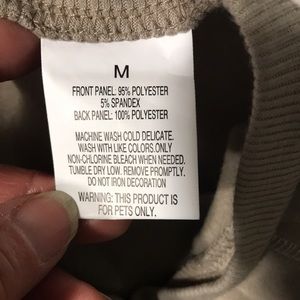 M
FRONT PANEL: 95% POLYESTER
5% SPANDEX
BACK PANEL: 100% POLYESTER
MACHINE WASH COLD DELICATE.
WASH WITH LIKE COLORS.ONLY
NON-CHLORINE BLEACH WHEN NEEDED.
TUMBLE DRY LOW. REMOVE PROMPTLY.
DO NOT IRON DECORATION
WARNING: THIS PRODUCT IS
FOR PETS ONLY.